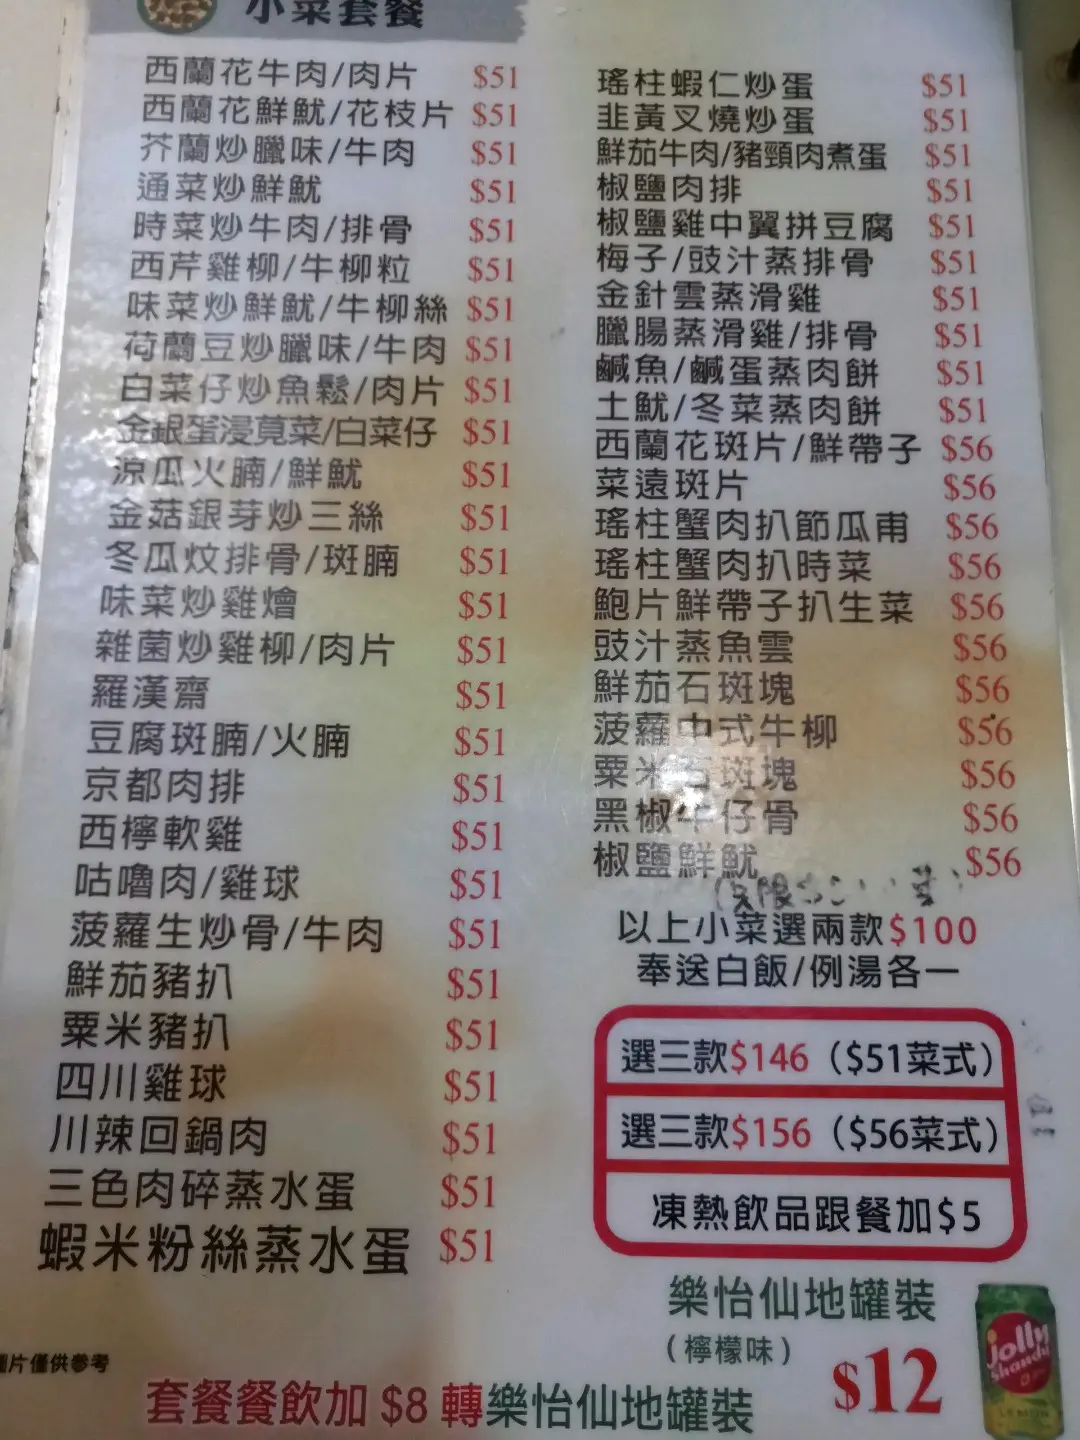 小菜套餐
西蘭花牛肉/肉片 $51
西蘭花鮮魷/花枝片 $51
芥蘭炒臘味/牛肉 $51
通菜炒鮮魷 $51
時菜炒牛肉/排骨 $51
西芹雞柳/牛柳粒 $51
味菜炒鮮魷/牛柳絲 $51
荷蘭豆炒臘味/牛肉 $51
白菜仔炒魚鬆/肉片 $51
金銀蛋浸莧菜/白菜仔 $51
涼瓜火腩/鮮魷 $51
金菇銀芽炒三絲 $51
冬瓜炆排骨/斑腩 $51
味菜炒雞燴 $51
雜菌炒雞柳/肉片 $51
羅漢齋 $51
豆腐斑腩/火腩 $51
京都肉排 $51
西檸軟雞 $51
咕嚕肉/雞球 $51
菠蘿生炒骨/牛肉 $51
鮮茄豬扒 $51
粟米豬扒 $51
四川雞球 $51
川辣回鍋肉 $51
三色肉碎蒸水蛋 $51
蝦米粉絲蒸水蛋 $51
瑤柱蝦仁炒蛋 $51
韭黃叉燒炒蛋 $51
鮮茄牛肉/豬頸肉煮蛋 $51
椒鹽肉排 $51
椒鹽雞中翼拼豆腐 $51
梅子/豉汁蒸排骨 $51
金針雲蒸滑雞 $51
臘腸蒸滑雞/排骨 $51
鹹魚/鹹蛋蒸肉餅 $51
土魷/冬菜蒸肉餅 $51
西蘭花斑片/鮮帶子 $56
菜遠斑片 $56
瑤柱蟹肉扒節瓜甫 $56
瑤柱蟹肉扒時菜 $56
鮑片鮮帶子扒生菜 $56
豉汁蒸魚雲 $56
鮮茄石斑塊 $56
菠蘿中式牛柳 $56
粟米石斑塊 $56
黑椒牛仔骨 $56
椒鹽鮮魷 $56
以上小菜選兩款$100
奉送白飯/例湯各一
選三款$146（$51菜式）
選三款$156（$56菜式）
凍熱飲品跟餐加$5
樂怡仙地罐裝
（檸檬味）
$12
jolly
shandy
LEMON
圖片僅供參考
套餐餐飲加 $8 轉樂怡仙地罐裝